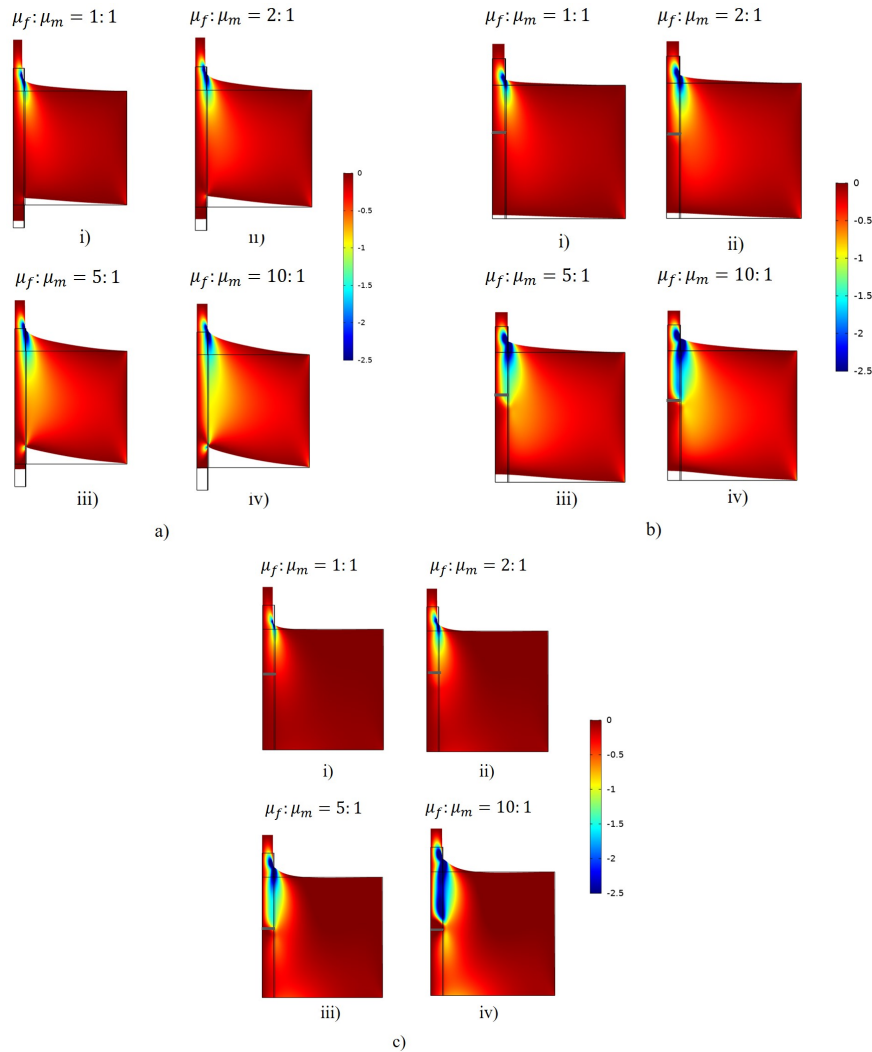 μf:μm = 1:1
μf:μm = 2:1
i)
ii)
0
-0.5
-1
-1.5
-2
-2.5
μf:μm = 5:1
μf:μm = 10:1
iii)
iv)
a)
μf:μm = 1:1
μf:μm = 2:1
i)
ii)
0
-0.5
-1
-1.5
-2
-2.5
μf:μm = 5:1
μf:μm = 10:1
iii)
iv)
b)
μf:μm = 1:1
μf:μm = 2:1
i)
ii)
0
-0.5
-1
-1.5
-2
-2.5
μf:μm = 5:1
μf:μm = 10:1
iii)
iv)
c)